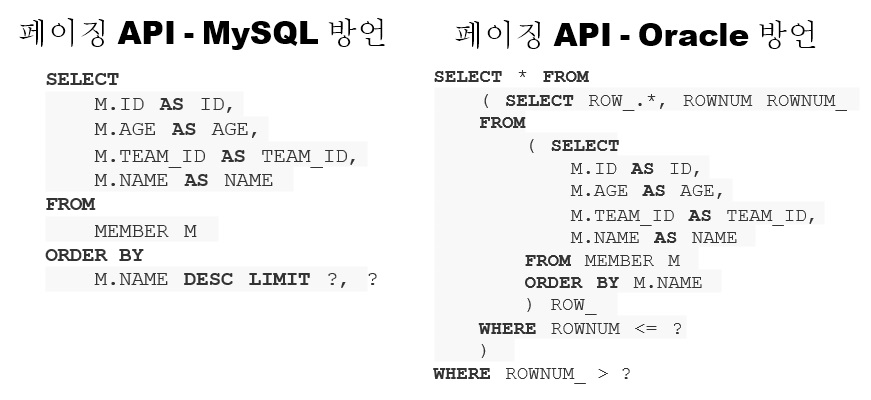 페이징 API - MySQL 방언
SELECT
M.ID AS ID,
M.AGE AS AGE,
M.TEAM_ID AS TEAM_ID,
M.NAME AS NAME
FROM
MEMBER M
ORDER BY
M.NAME DESC LIMIT ?, ?
페이징 API - Oracle 방언
SELECT * FROM
( SELECT ROW_.*, ROWNUM ROWNUM_
FROM
( SELECT
M.ID AS ID,
M.AGE AS AGE,
M.TEAM_ID AS TEAM_ID,
M.NAME AS NAME
FROM MEMBER M
ORDER BY M.NAME
) ROW_
WHERE ROWNUM <= ?
)
WHERE ROWNUM_ > ?